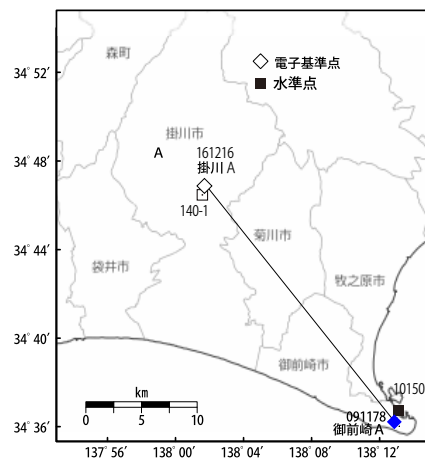 138°00′
138°04′
138°08′
138°12′
137°56′
34°52′
34°48′
34°44′
34°40′
34°36′
電子基準点
水準点
森町
掛川市
A
161216
掛川 A
140-1
菊川市
袋井市
牧之原市
御前崎市
10150
091178
御前崎 A
km
0 5 10